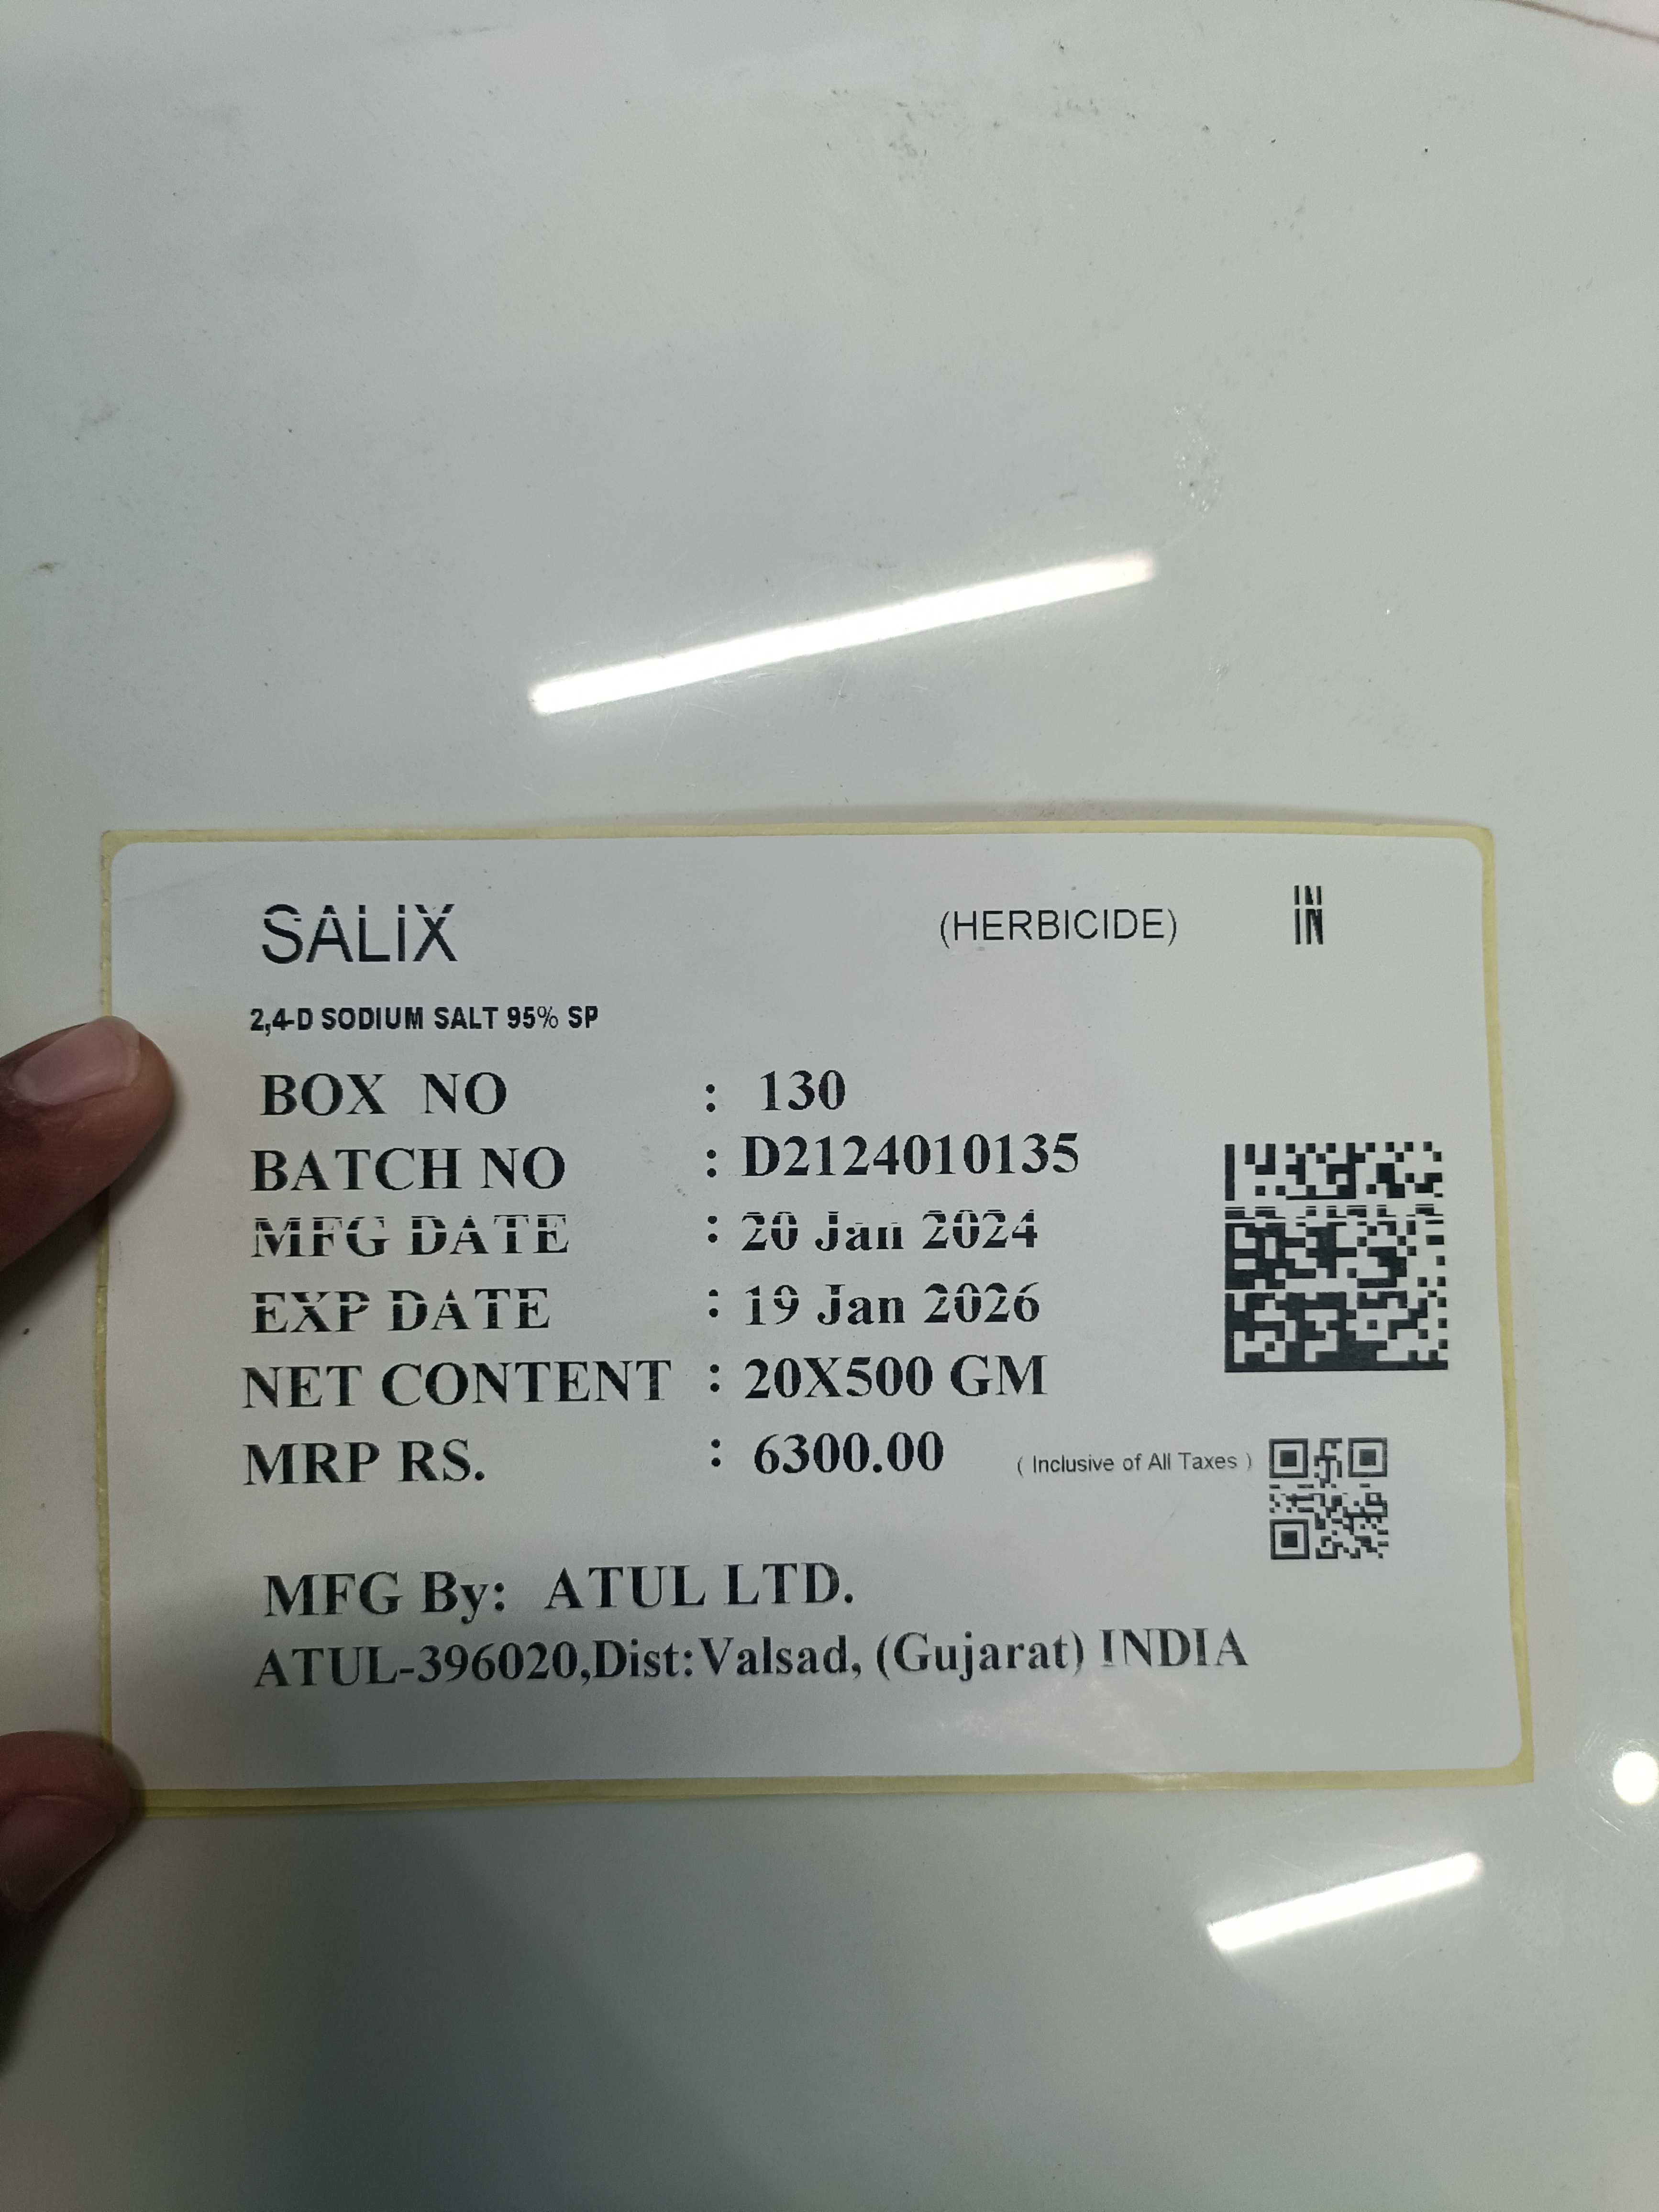 SALiX (HERBICIDE) IN
2,4-D SODIUM SALT 95% SP
BOX NO : 130
BATCH NO : D2124010135
MFG DATE : 20 Jan 2024
EXP DATE : 19 Jan 2026
NET CONTENT : 20X500 GM
MRP RS. : 6300.00 ( Inclusive of All Taxes )
MFG By: ATUL LTD.
ATUL-396020,Dist:Valsad, (Gujarat) INDIA